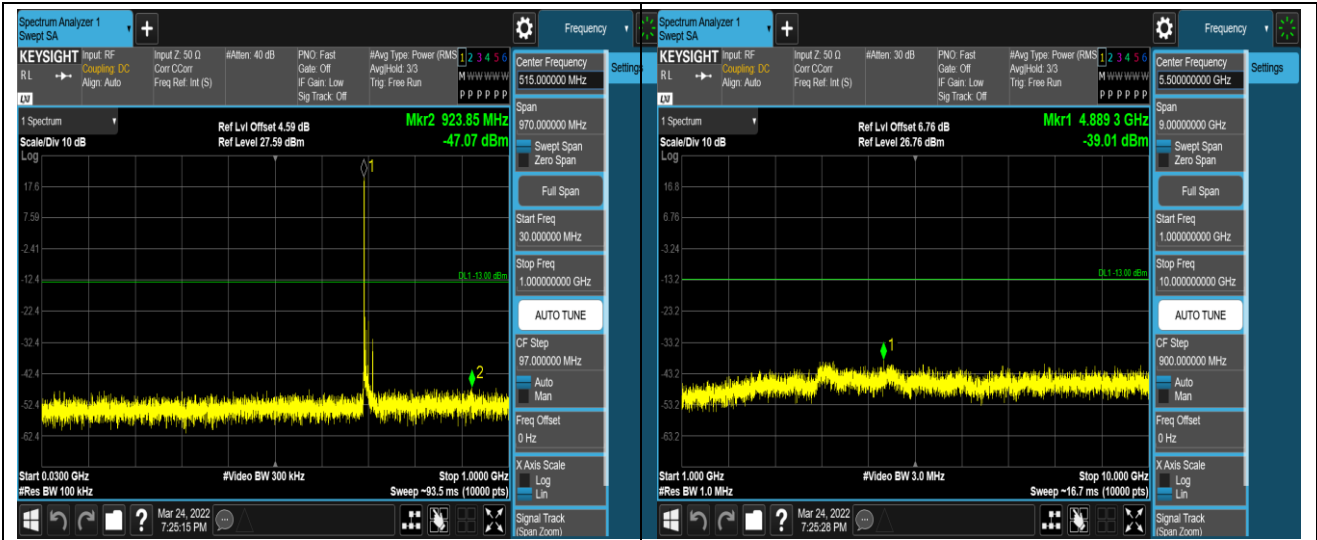 Spectrum Analyzer 1
Swept SA
+
Frequency
KEYSIGHT
Input: RF
Input Z: 50 Ω
#Atten: 40 dB
PNO: Fast
#Avg Type: Power (RMS
1 2 3 4 5 6
RL
Coupling: DC
Corr CCorr
Gate: Off
Avg|Hold: 3/3
M W W W W W
Align: Auto
Freq Ref: Int (S)
IF Gain: Low
Trig: Free Run
LXI
Sig Track: Off
P P P P P P
Center Frequency
515.000000 MHz
Settings
1 Spectrum
Ref Lvl Offset 4.59 dB
Mkr2 923.85 MHz
Scale/Div 10 dB
Ref Level 27.59 dBm
-47.07 dBm
Log
1
17.6
7.59
-2.41
-12.4
DL1 -13.00 dBm
-22.4
-32.4
-42.4
2
-52.4
-62.4
Start 0.0300 GHz
#Video BW 300 kHz
Stop 1.0000 GHz
#Res BW 100 kHz
Sweep ~93.5 ms (10000 pts)
Span
970.000000 MHz
Swept Span
Zero Span
Full Span
Start Freq
30.000000 MHz
Stop Freq
1.000000000 GHz
AUTO TUNE
CF Step
97.000000 MHz
Auto
Man
Freq Offset
0 Hz
X Axis Scale
Log
Lin
Signal Track
(Span Zoom)
?
Mar 24, 2022
7:25:15 PM
Spectrum Analyzer 1
Swept SA
+
Frequency
KEYSIGHT
Input: RF
Input Z: 50 Ω
#Atten: 30 dB
PNO: Fast
#Avg Type: Power (RMS
1 2 3 4 5 6
RL
Coupling: DC
Corr CCorr
Gate: Off
Avg|Hold: 3/3
M W W W W W
Align: Auto
Freq Ref: Int (S)
IF Gain: Low
Trig: Free Run
LXI
Sig Track: Off
P P P P P P
Center Frequency
5.500000000 GHz
Settings
1 Spectrum
Ref Lvl Offset 6.76 dB
Mkr1 4.889 3 GHz
Scale/Div 10 dB
Ref Level 26.76 dBm
-39.01 dBm
Log
16.8
6.76
-3.24
-13.2
DL1 -13.00 dBm
-23.2
-33.2
1
-43.2
-53.2
-63.2
Start 1.000 GHz
#Video BW 3.0 MHz
Stop 10.000 GHz
#Res BW 1.0 MHz
Sweep ~16.7 ms (10000 pts)
Span
9.00000000 GHz
Swept Span
Zero Span
Full Span
Start Freq
1.000000000 GHz
Stop Freq
10.000000000 GHz
AUTO TUNE
CF Step
900.000000 MHz
Auto
Man
Freq Offset
0 Hz
X Axis Scale
Log
Lin
Signal Track
(Span Zoom)
?
Mar 24, 2022
7:25:28 PM